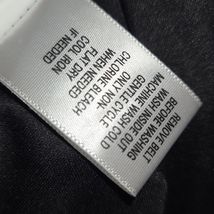 REMOVE BELT
BEFORE WASHING
WASH INSIDE OUT
MACHINE WASH COLD
GENTLE CYCLE
ONLY NON-
CHLORINE BLEACH
WHEN NEEDED
FLAT DRY
COOL IRON
IF NEEDED